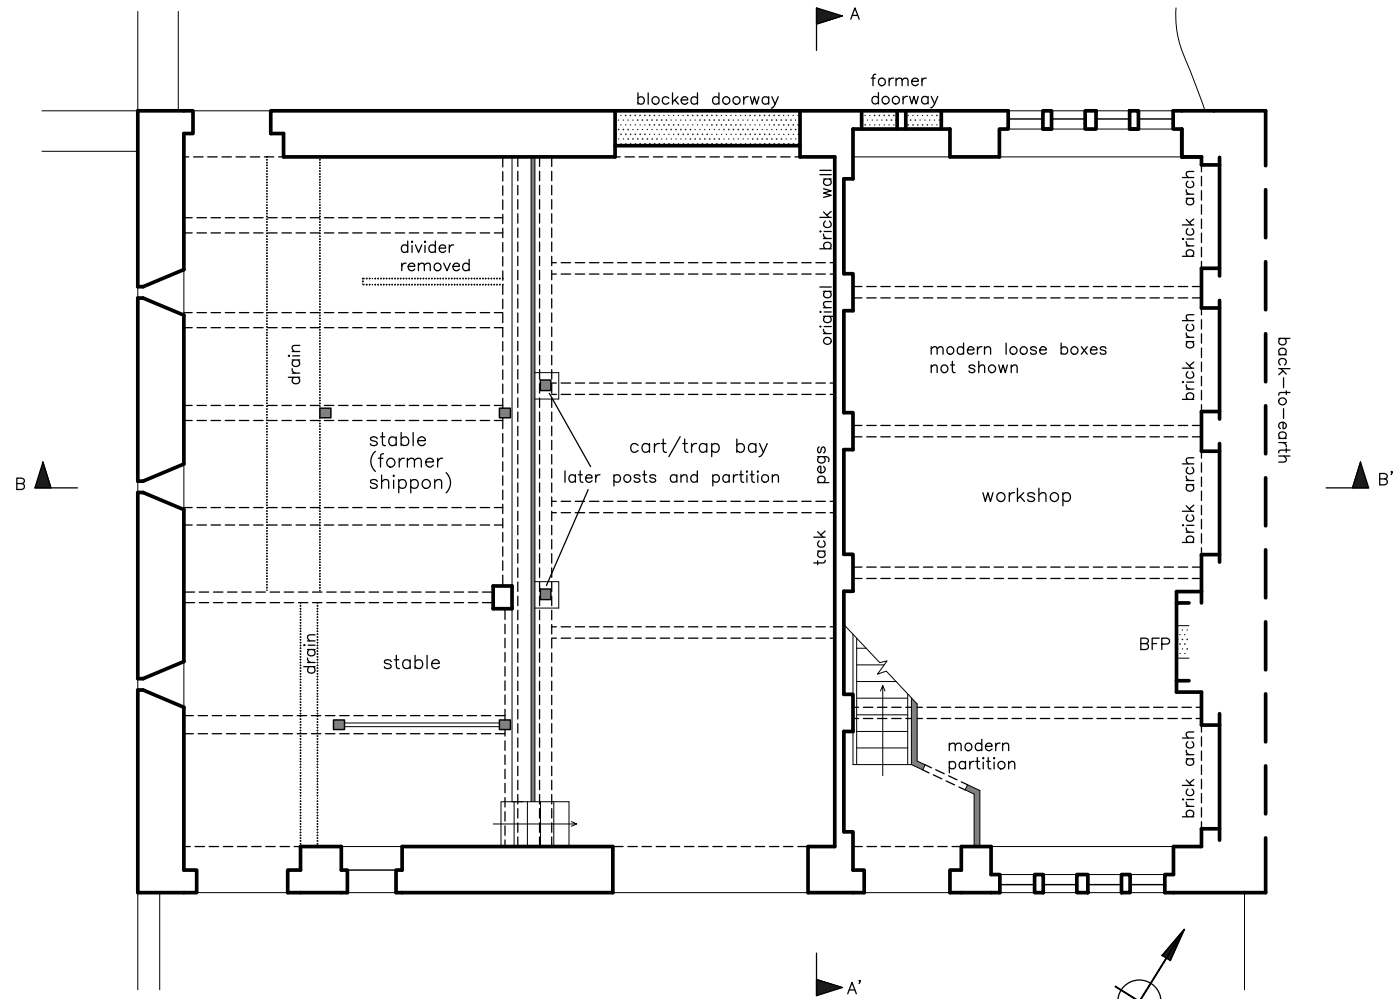 A
former
doorway
blocked doorway
brick wall
original
brick arch
divider
removed
drain
modern loose boxes
not shown
brick arch
back-to-earth
stable
(former
shippon)
cart/trap bay
later posts and partition
pegs
tack
workshop
brick arch
B
B'
drain
stable
BFP
modern
partition
brick arch
A'